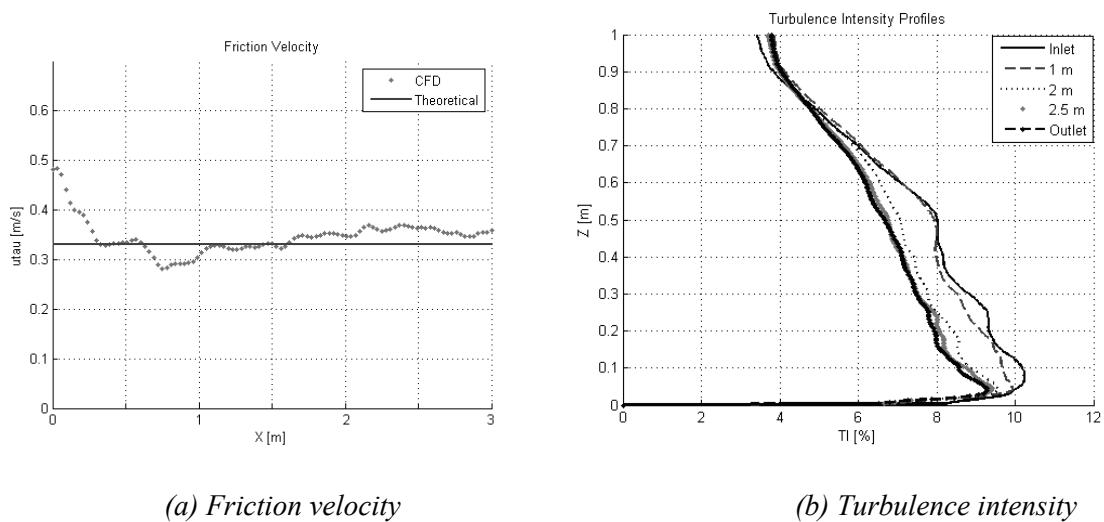 Friction Velocity
CFD
Theoretical
0.6
0.5
0.4
0.3
0.2
0.1
0
utau [m/s]
0
1
2
3
X [m]
Turbulence Intensity Profiles
Inlet
1 m
2 m
2.5 m
Outlet
1
0.9
0.8
0.7
0.6
0.5
0.4
0.3
0.2
0.1
0
Z [m]
0
2
4
6
8
10
12
TI [%]
(a) Friction velocity
(b) Turbulence intensity